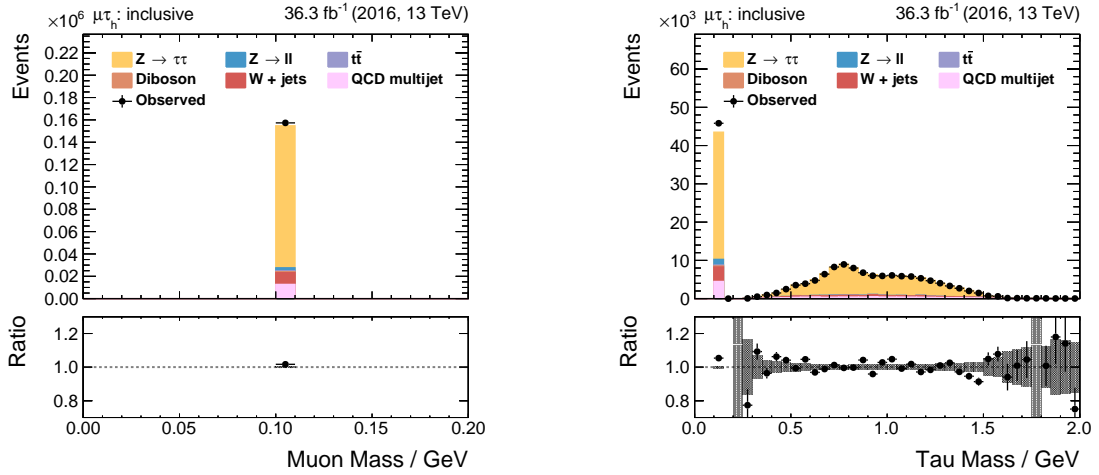 ×10⁶ μτₕ: inclusive 36.3 fb⁻¹ (2016, 13 TeV)
Events
Z → ττ Z → ll tt̄
Diboson W + jets QCD multijet
Observed
0.22
0.20
0.18
0.16
0.14
0.12
0.10
0.08
0.06
0.04
0.02
0.00
Ratio
1.2
1.0
0.8
0.00 0.05 0.10 0.15 0.20
Muon Mass / GeV
×10³ μτₕ: inclusive 36.3 fb⁻¹ (2016, 13 TeV)
Events
Z → ττ Z → ll tt̄
Diboson W + jets QCD multijet
Observed
60
50
40
30
20
10
0
Ratio
1.2
1.0
0.8
0.0 0.5 1.0 1.5 2.0
Tau Mass / GeV